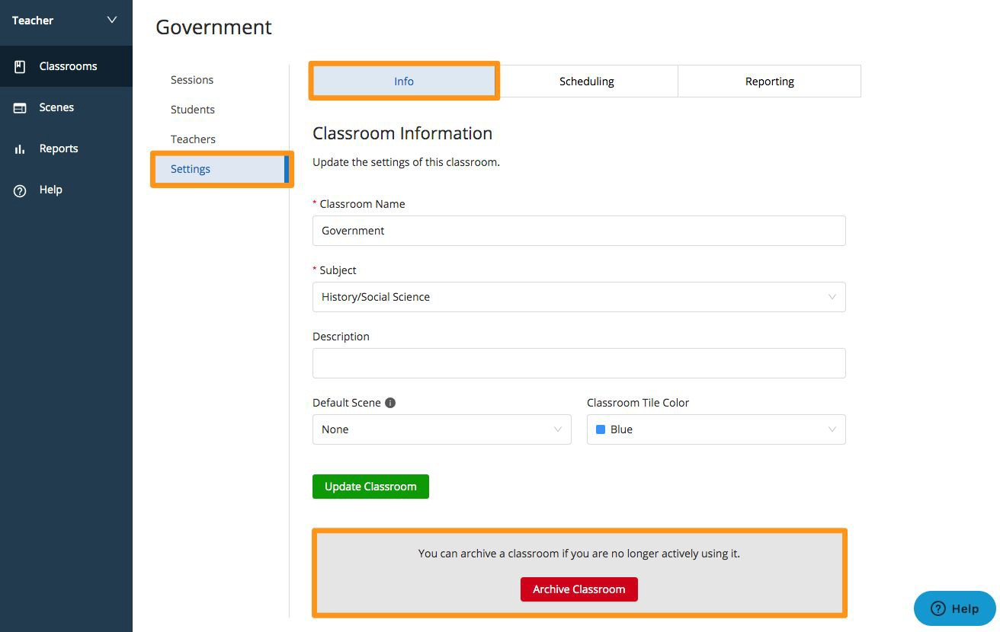 Teacher
Classrooms
Scenes
Reports
Help
Government
Sessions
Students
Teachers
Settings
Info
Scheduling
Reporting
Classroom Information
Update the settings of this classroom.
* Classroom Name
Government
* Subject
History/Social Science
Description
Default Scene
None
Classroom Tile Color
Blue
Update Classroom
You can archive a classroom if you are no longer actively using it.
Archive Classroom
Help